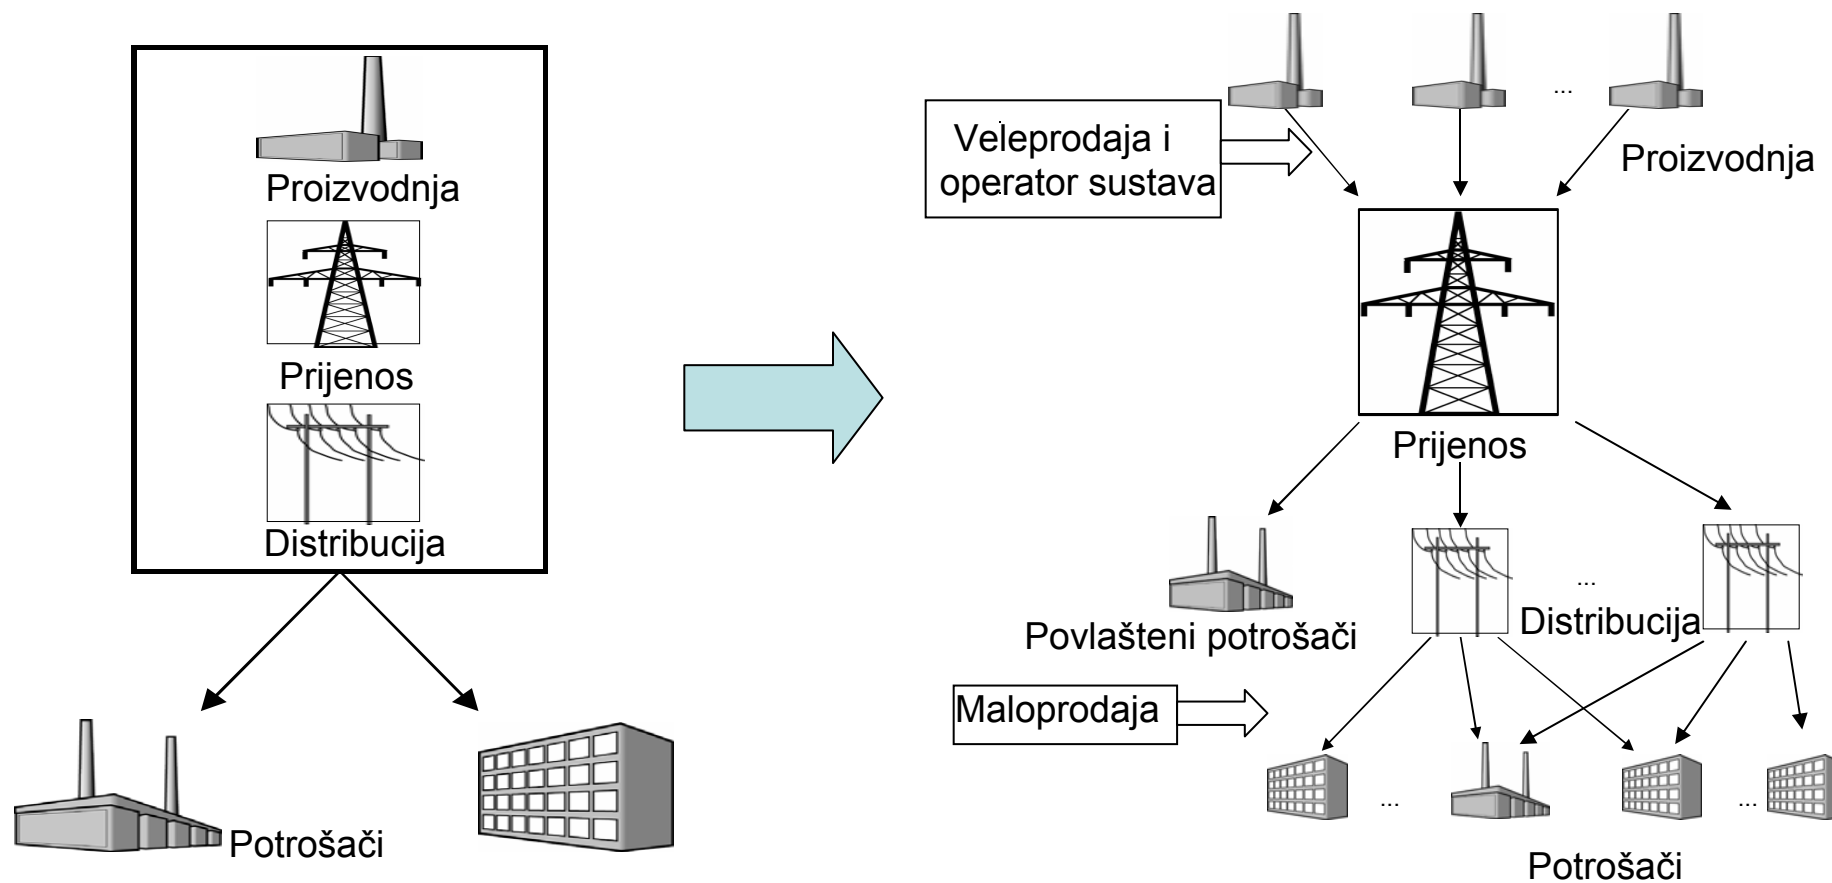 Proizvodnja
Prijenos
Distribucija
Potrošači
...
Veleprodaja i
operator sustava
Proizvodnja
Prijenos
...
Povlašteni potrošači
Distribucija
Maloprodaja
...
...
Potrošači